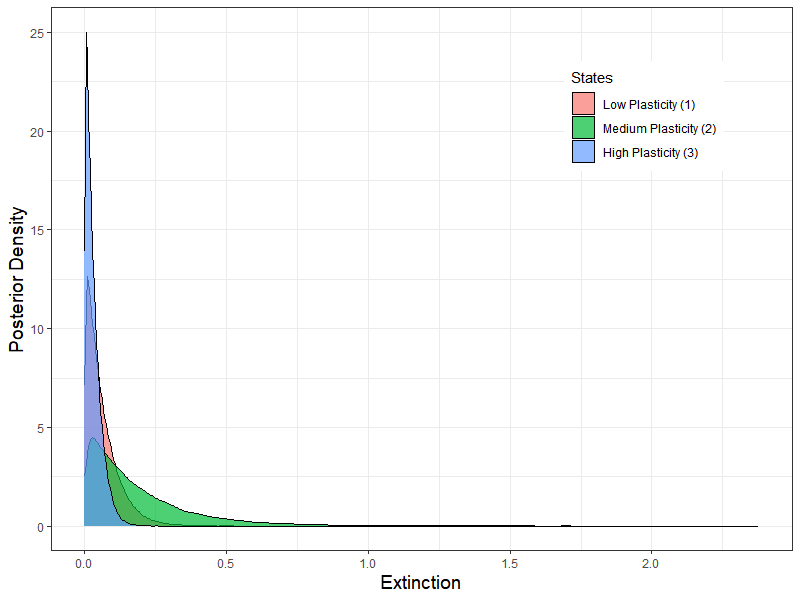 25
20
15
10
5
0
Posterior Density
0.0 0.5 1.0 1.5 2.0
Extinction
States
Low Plasticity (1)
Medium Plasticity (2)
High Plasticity (3)